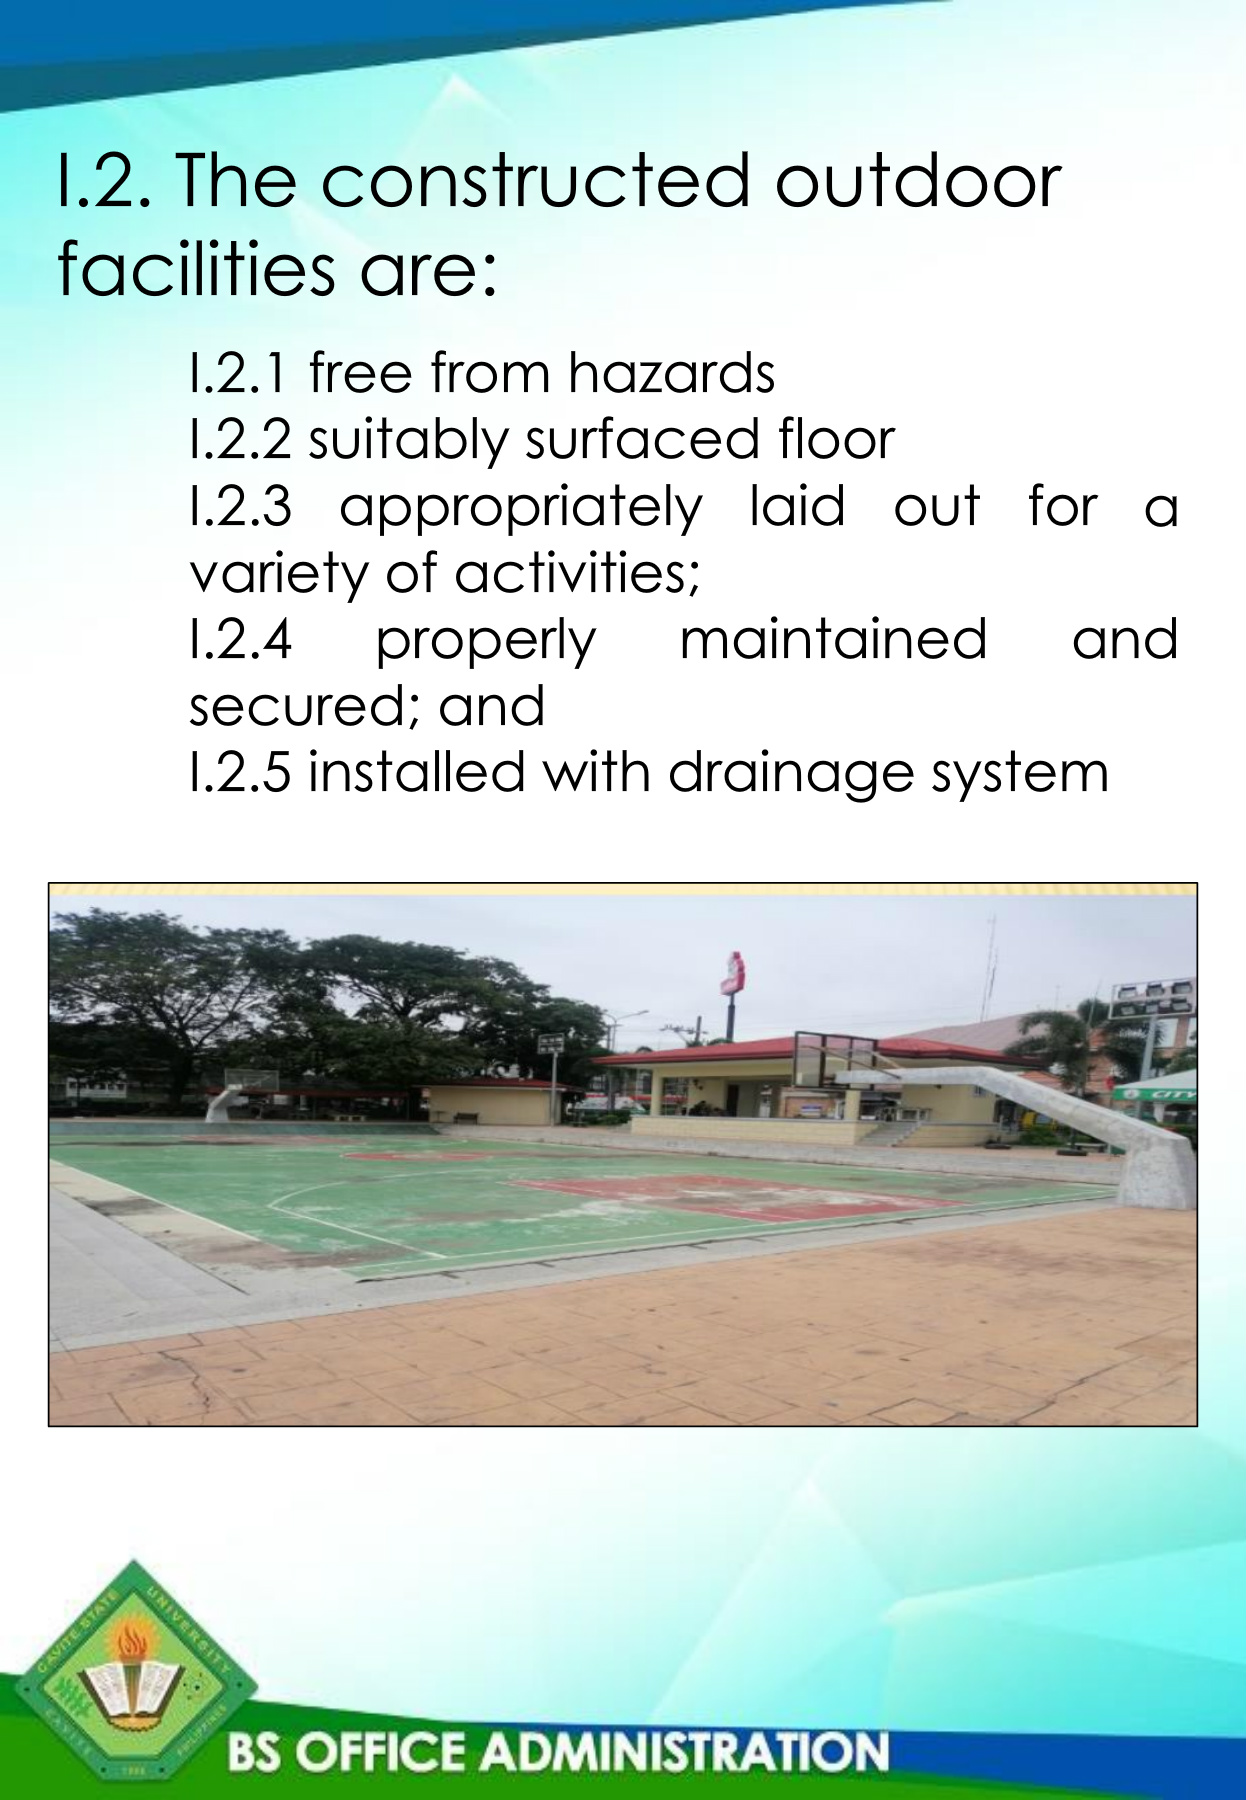 I.2. The constructed outdoor
facilities are:
I.2.1 free from hazards
I.2.2 suitably surfaced floor
I.2.3 appropriately laid out for a
variety of activities;
I.2.4 properly maintained and
secured; and
I.2.5 installed with drainage system
CITY
CAVITE STATE UNIVERSITY
CAVITE PHILIPPINES
1906
BS OFFICE ADMINISTRATION